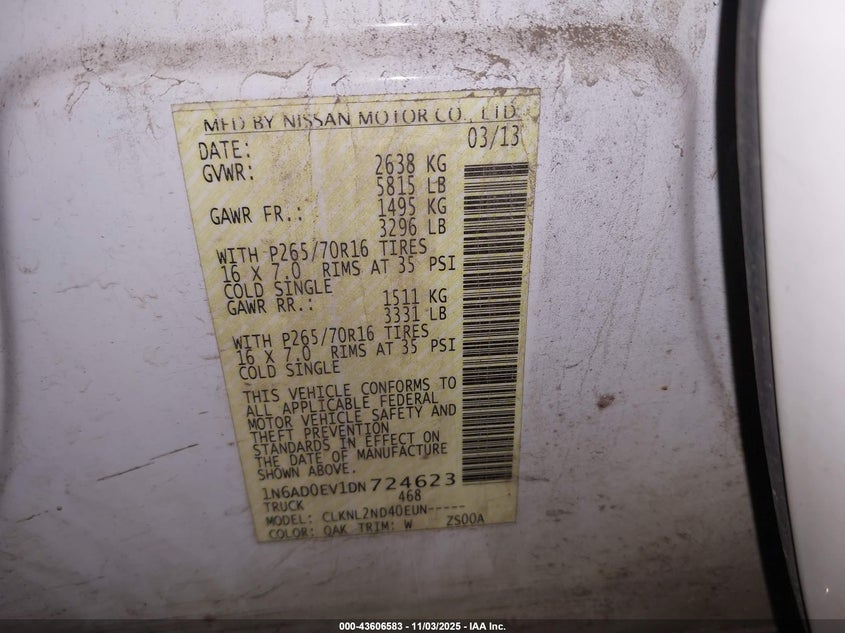 MFD BY NISSAN MOTOR CO., LTD.
DATE: 03/13
GVWR: 2638 KG
5815 LB
GAWR FR.: 1495 KG
3296 LB
WITH P265/70R16 TIRES
16 X 7.0 RIMS AT 35 PSI
COLD SINGLE
GAWR RR.: 1511 KG
3331 LB
WITH P265/70R16 TIRES
16 X 7.0 RIMS AT 35 PSI
COLD SINGLE
THIS VEHICLE CONFORMS TO
ALL APPLICABLE FEDERAL
MOTOR VEHICLE SAFETY AND
THEFT PREVENTION
STANDARDS IN EFFECT ON
THE DATE OF MANUFACTURE
SHOWN ABOVE.
1N6AD0EV1DN724623
TRUCK 468
MODEL: CLKNL2ND40EUN-----
COLOR: QAK TRIM: W ZS00A
000-43606583 - 11/03/2025 - IAA Inc.